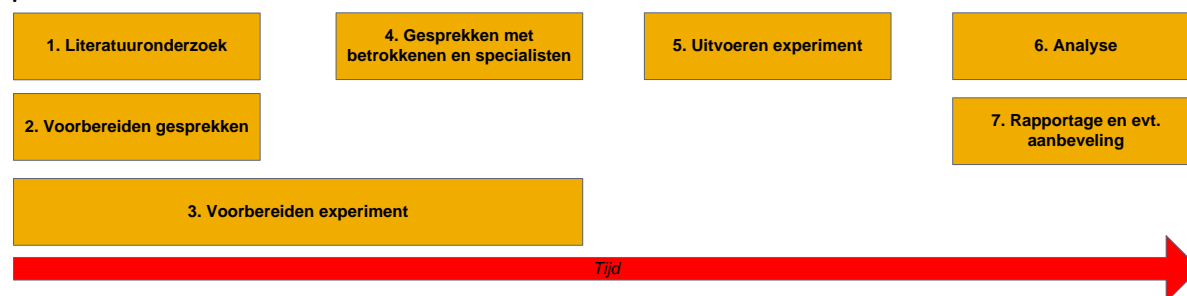 1. Literatuuronderzoek
4. Gesprekken met
betrokkenen en specialisten
5. Uitvoeren experiment
6. Analyse
2. Voorbereiden gesprekken
7. Rapportage en evt.
aanbeveling
3. Voorbereiden experiment
Tijd